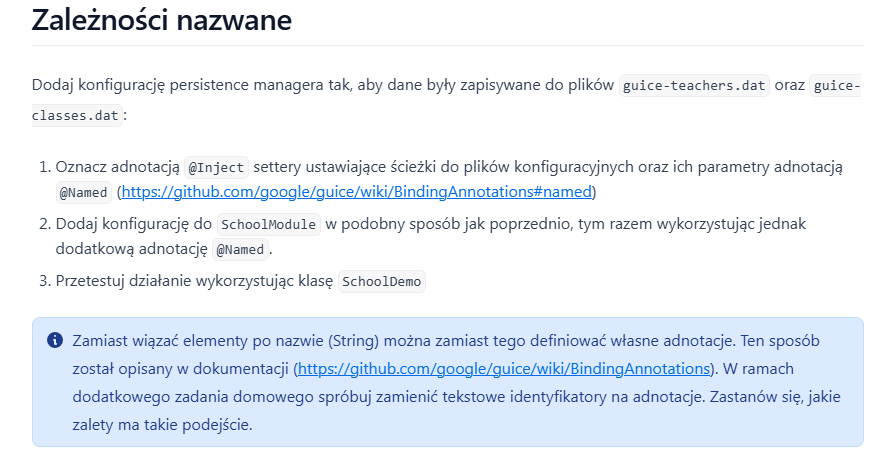 Zależności nazwane
Dodaj konfigurację persistence managera tak, aby dane były zapisywane do plików guice-teachers.dat oraz guice-
classes.dat:
1. Oznacz adnotacją @Inject settery ustawiające ścieżki do plików konfiguracyjnych oraz ich parametry adnotacją
@Named (https://github.com/google/guice/wiki/BindingAnnotations#named)
2. Dodaj konfigurację do SchoolModule w podobny sposób jak poprzednio, tym razem wykorzystując jednak
dodatkową adnotację @Named.
3. Przetestuj działanie wykorzystując klasę SchoolDemo
Zamiast wiązać elementy po nazwie (String) można zamiast tego definiować własne adnotacje. Ten sposób
został opisany w dokumentacji (https://github.com/google/guice/wiki/BindingAnnotations). W ramach
dodatkowego zadania domowego spróbuj zamienić tekstowe identyfikatory na adnotacje. Zastanów się, jakie
zalety ma takie podejście.